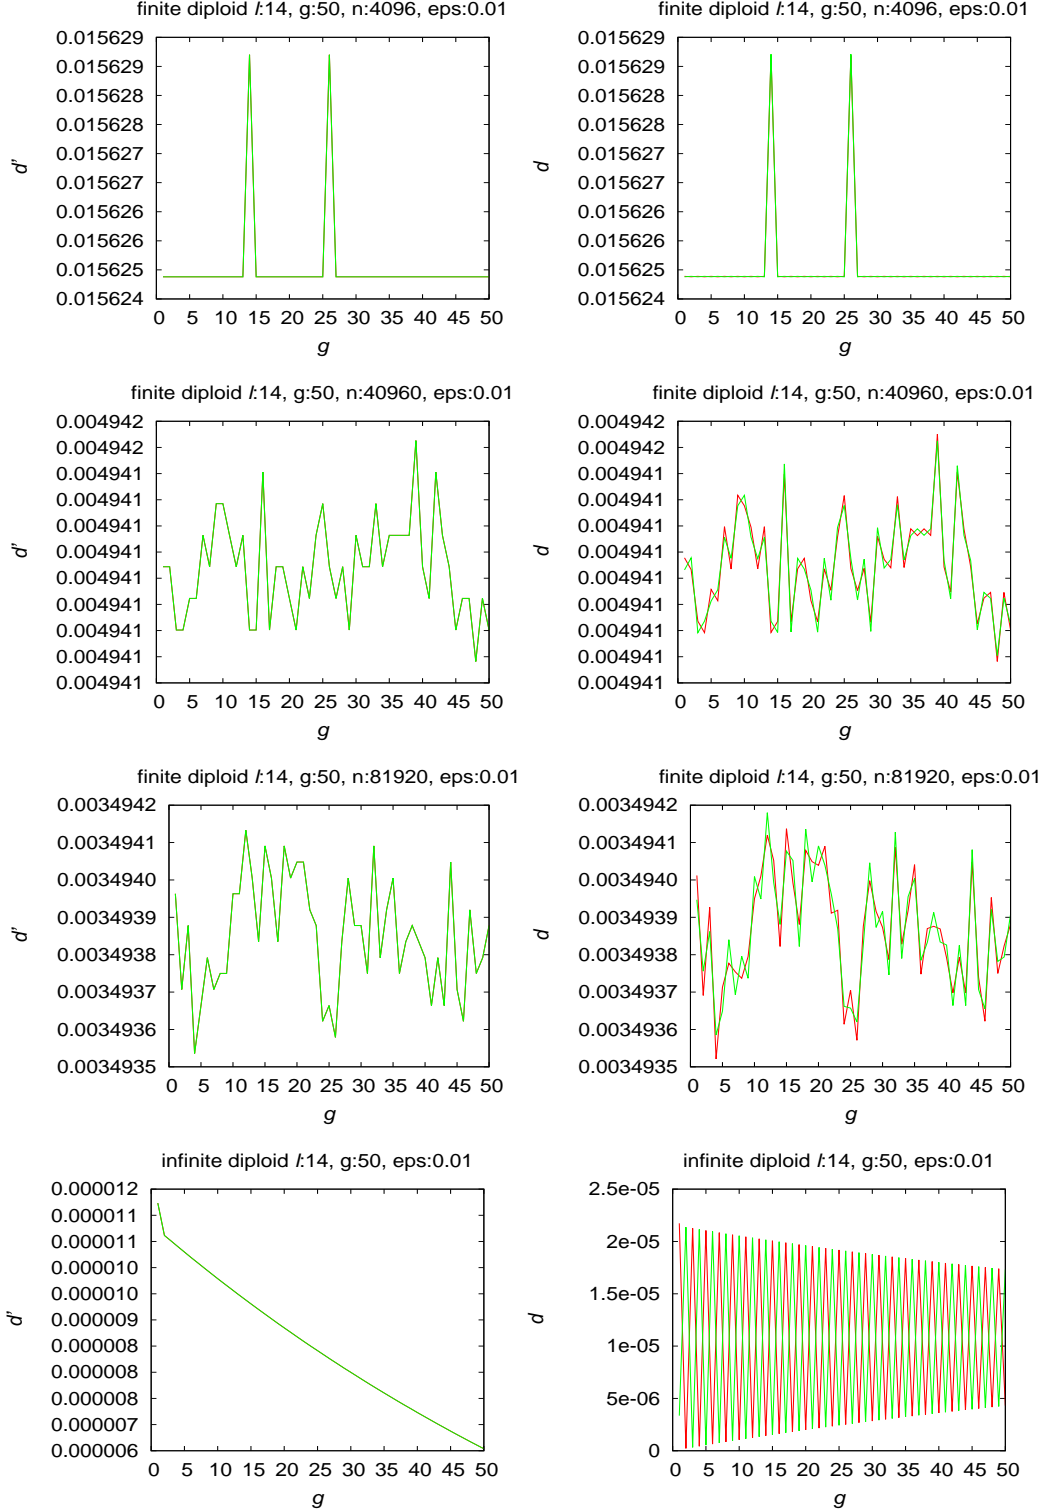 finite diploid l:14, g:50, n:4096, eps:0.01
0.015629
0.015629
0.015628
0.015628
0.015627
0.015627
0.015626
0.015626
0.015625
0.015624
0 5 10 15 20 25 30 35 40 45 50
d'
g
finite diploid l:14, g:50, n:4096, eps:0.01
0.015629
0.015629
0.015628
0.015628
0.015627
0.015627
0.015626
0.015626
0.015625
0.015624
0 5 10 15 20 25 30 35 40 45 50
d
g
finite diploid l:14, g:50, n:40960, eps:0.01
0.004942
0.004942
0.004941
0.004941
0.004941
0.004941
0.004941
0.004941
0.004941
0.004941
0.004941
0 5 10 15 20 25 30 35 40 45 50
d'
g
finite diploid l:14, g:50, n:40960, eps:0.01
0.004942
0.004942
0.004941
0.004941
0.004941
0.004941
0.004941
0.004941
0.004941
0.004941
0.004941
0 5 10 15 20 25 30 35 40 45 50
d
g
finite diploid l:14, g:50, n:81920, eps:0.01
0.0034942
0.0034941
0.0034940
0.0034939
0.0034938
0.0034937
0.0034936
0.0034935
0 5 10 15 20 25 30 35 40 45 50
d'
g
finite diploid l:14, g:50, n:81920, eps:0.01
0.0034942
0.0034941
0.0034940
0.0034939
0.0034938
0.0034937
0.0034936
0.0034935
0 5 10 15 20 25 30 35 40 45 50
d
g
infinite diploid l:14, g:50, eps:0.01
0.000012
0.000011
0.000011
0.000010
0.000010
0.000009
0.000008
0.000008
0.000008
0.000007
0.000006
0 5 10 15 20 25 30 35 40 45 50
d'
g
infinite diploid l:14, g:50, eps:0.01
2.5e-05
2e-05
1.5e-05
1e-05
5e-06
0
0 5 10 15 20 25 30 35 40 45 50
d
g